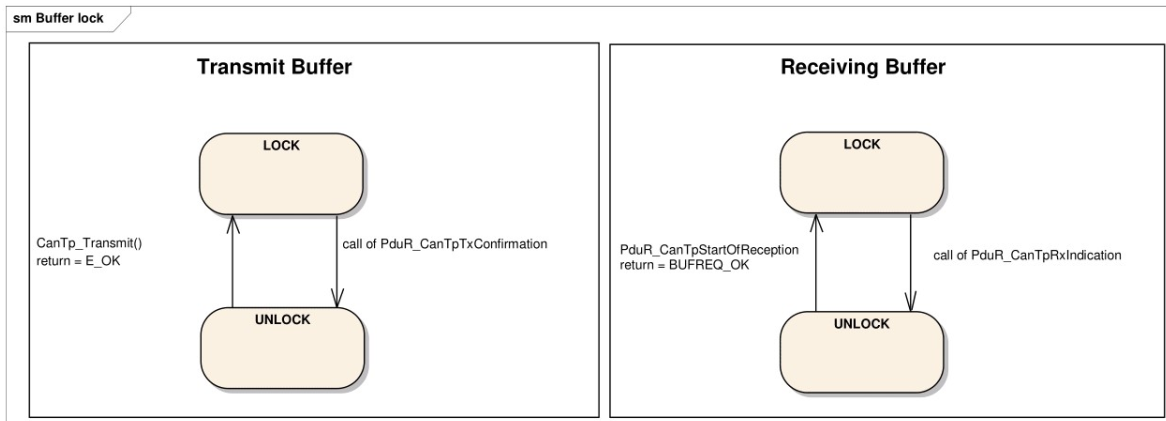 sm Buffer lock
Transmit Buffer
LOCK
CanTp_Transmit()
return = E_OK
call of PduR_CanTpTxConfirmation
UNLOCK
Receiving Buffer
LOCK
PduR_CanTpStartOfReception
return = BUFREQ_OK
call of PduR_CanTpRxIndication
UNLOCK